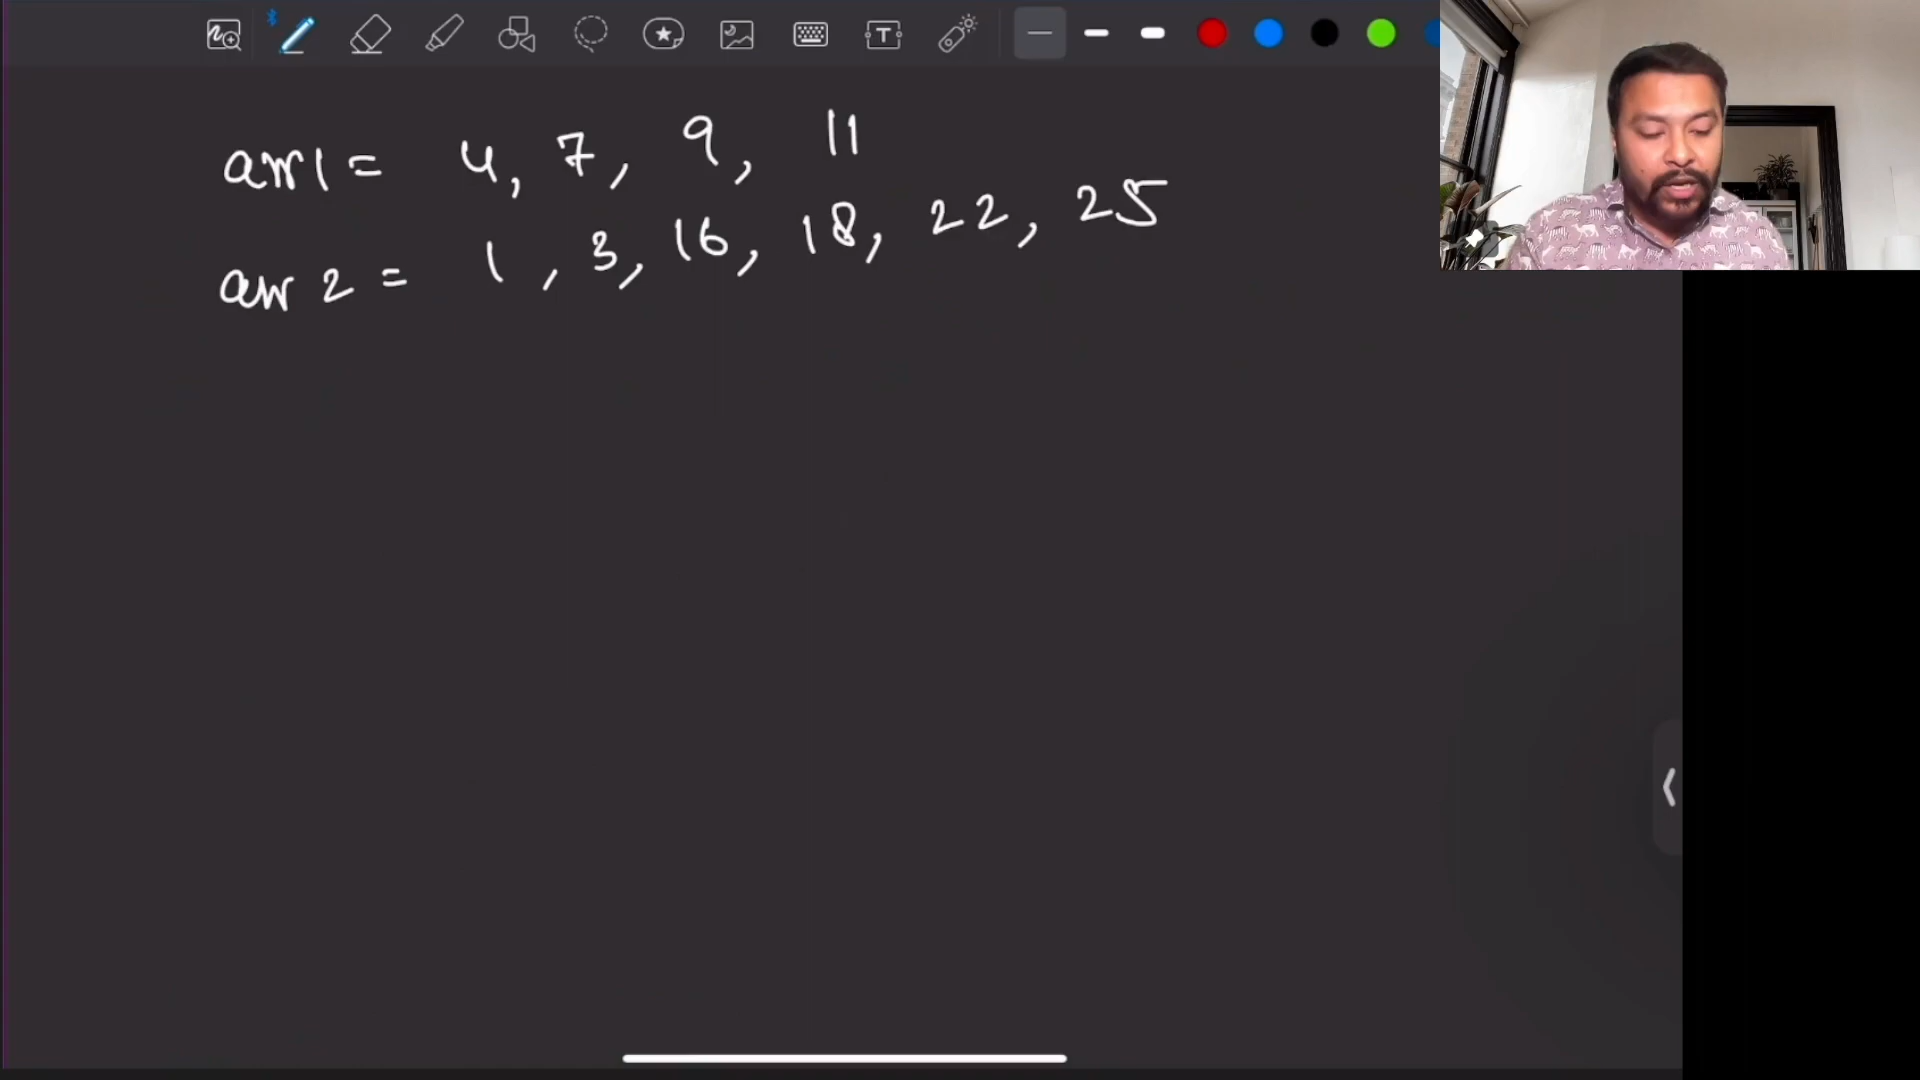 arr1 = 4, 7, 9, 11
arr 2 = 1, 3, 16, 18, 22, 25